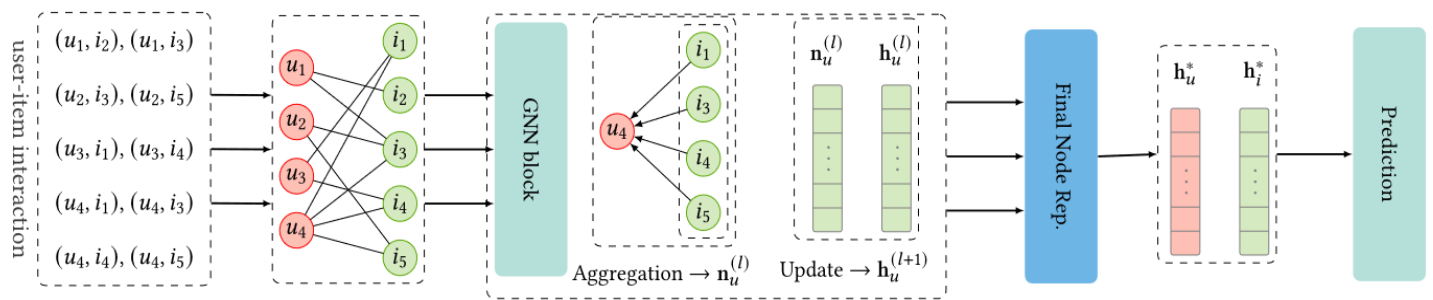 user-item interaction
(u₁, i₂), (u₁, i₃)
(u₂, i₃), (u₂, i₅)
(u₃, i₁), (u₃, i₄)
(u₄, i₁), (u₄, i₃)
(u₄, i₄), (u₄, i₅)
u₁
u₂
u₃
u₄
i₁
i₂
i₃
i₄
i₅
GNN block
u₄
i₁
i₃
i₄
i₅
Aggregation → n_u^(l)
n_u^(l) h_u^(l)
Update → h_u^(l+1)
Final Node Rep.
h_u^* h_i^*
Prediction